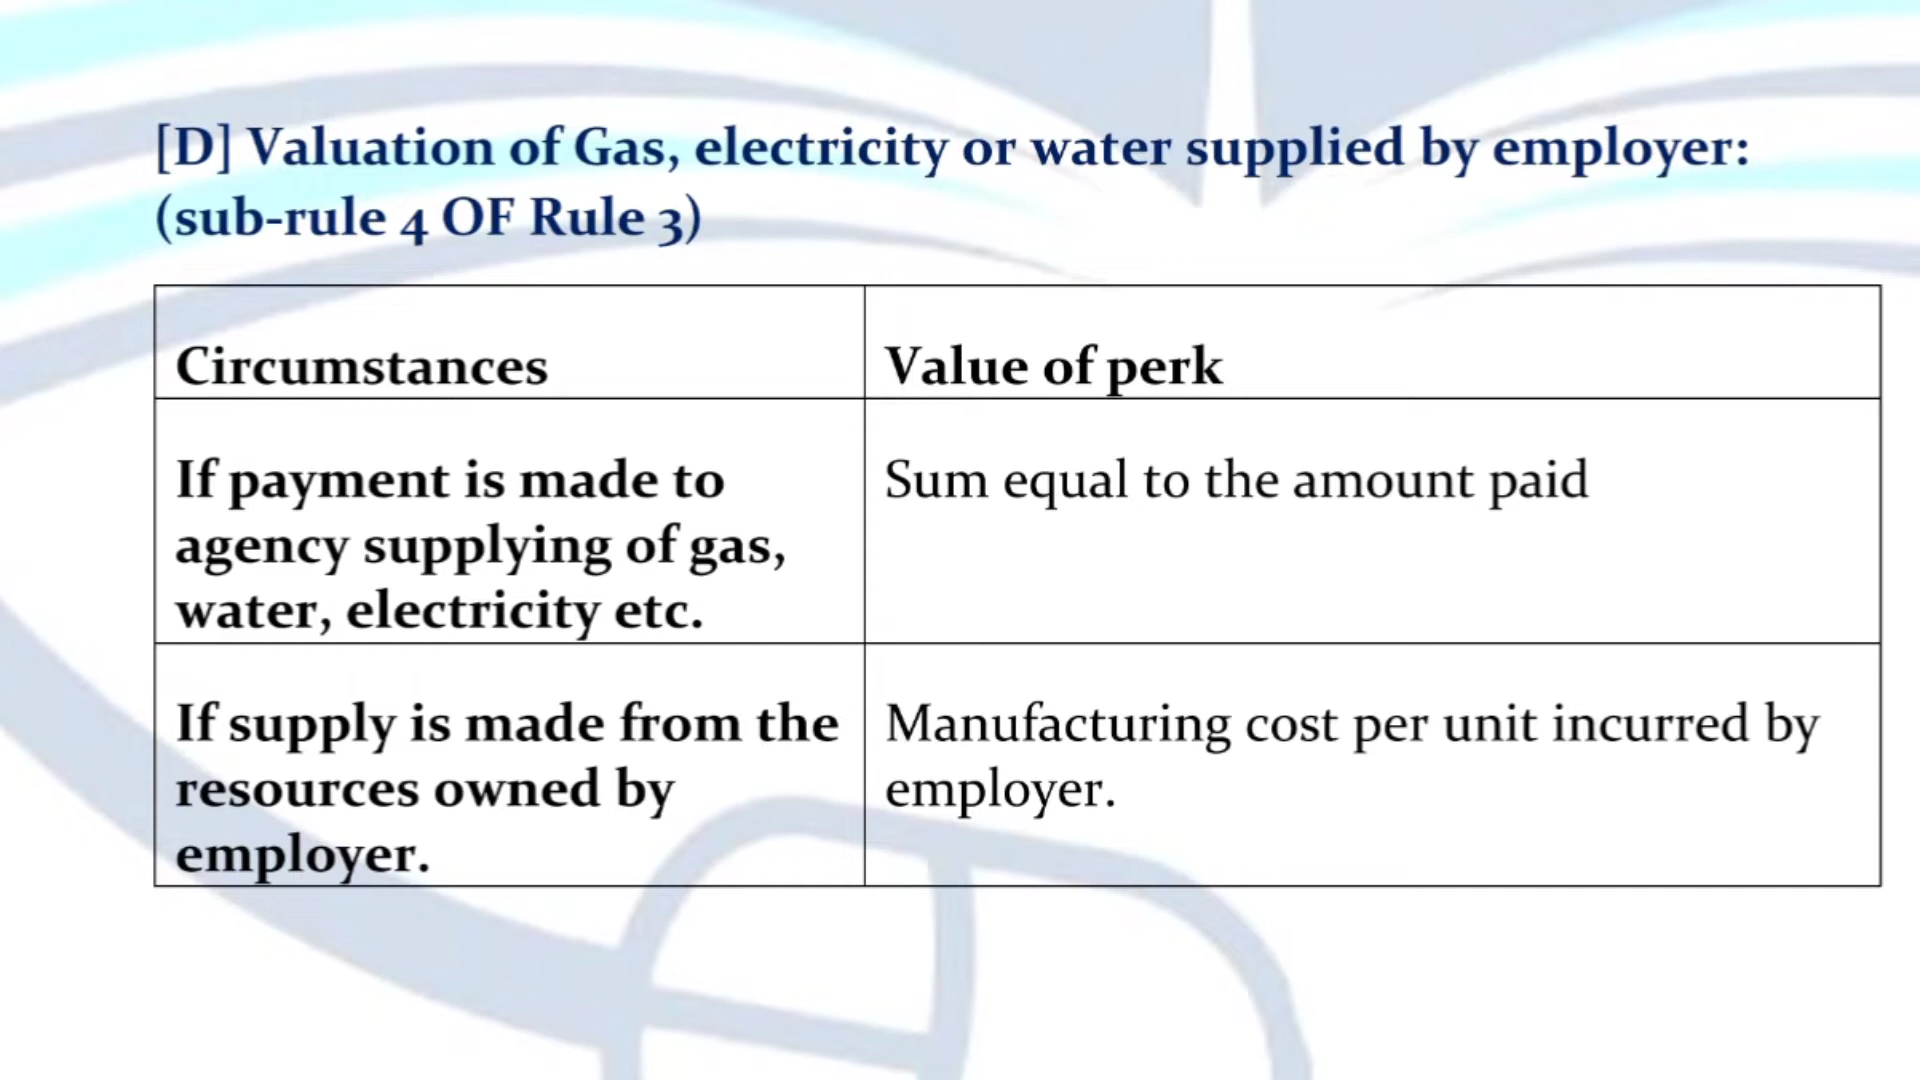 [D] Valuation of Gas, electricity or water supplied by employer:
(sub-rule 4 OF Rule 3)
Circumstances
Value of perk
If payment is made to
agency supplying of gas,
water, electricity etc.
Sum equal to the amount paid
If supply is made from the
resources owned by
employer.
Manufacturing cost per unit incurred by
employer.